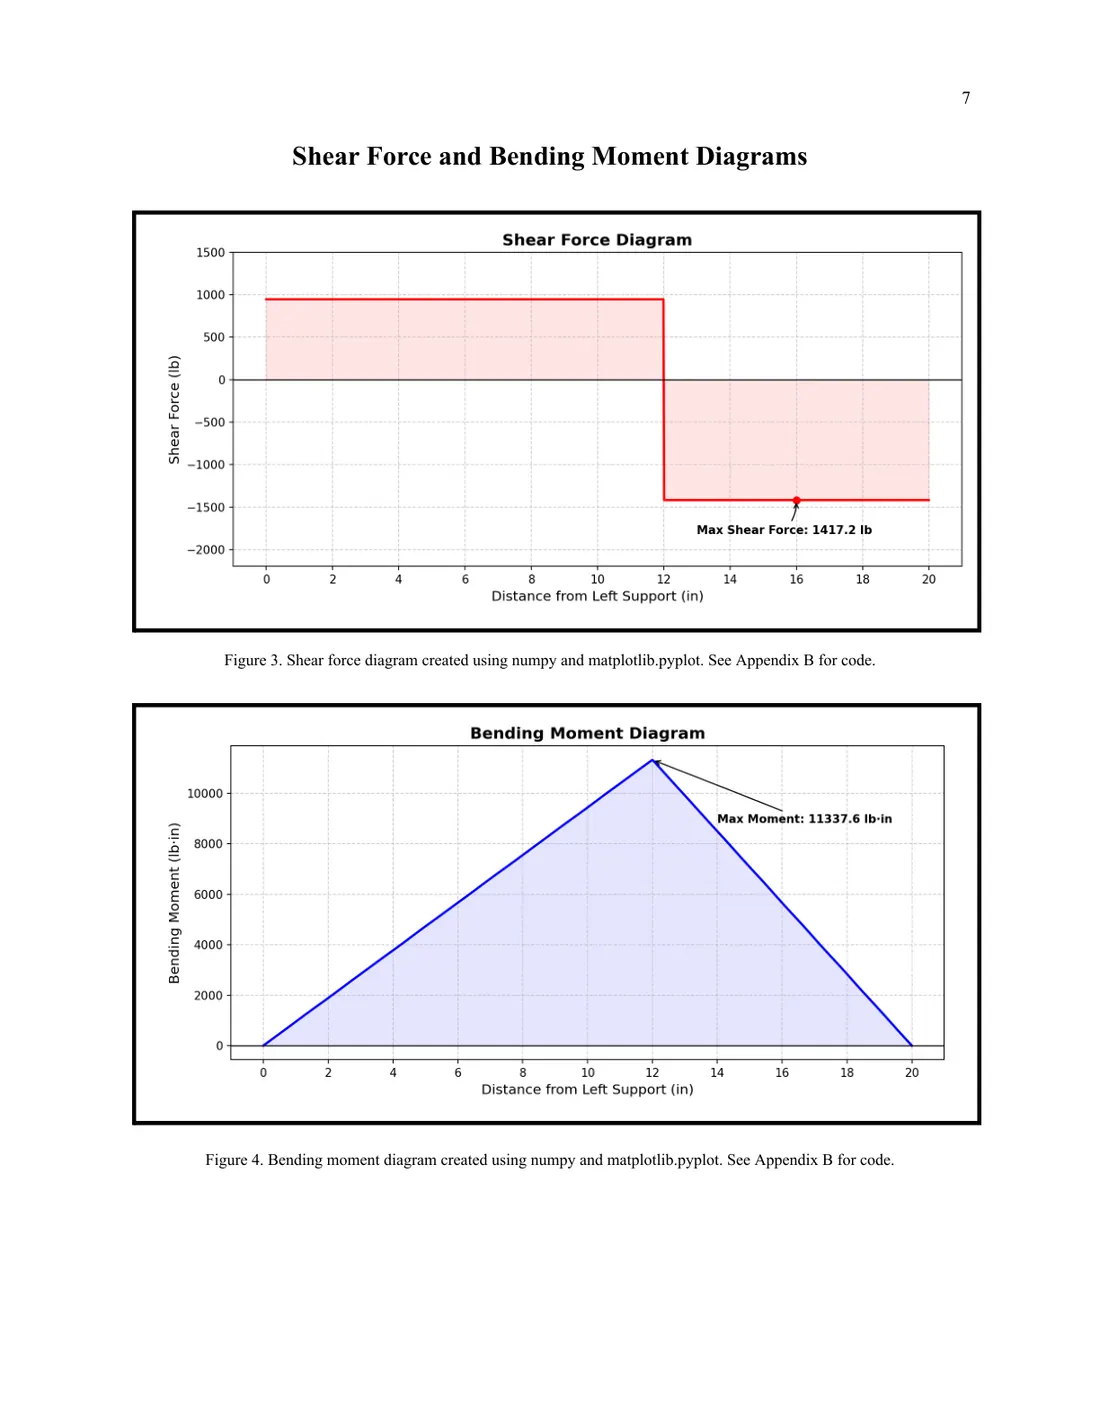 7
Shear Force and Bending Moment Diagrams
Shear Force Diagram
1500
1000
500
0
−500
−1000
−1500
−2000
Shear Force (lb)
Max Shear Force: 1417.2 lb
0 2 4 6 8 10 12 14 16 18 20
Distance from Left Support (in)
Figure 3. Shear force diagram created using numpy and matplotlib.pyplot. See Appendix B for code.
Bending Moment Diagram
10000
8000
6000
4000
2000
0
Bending Moment (lb·in)
Max Moment: 11337.6 lb·in
0 2 4 6 8 10 12 14 16 18 20
Distance from Left Support (in)
Figure 4. Bending moment diagram created using numpy and matplotlib.pyplot. See Appendix B for code.